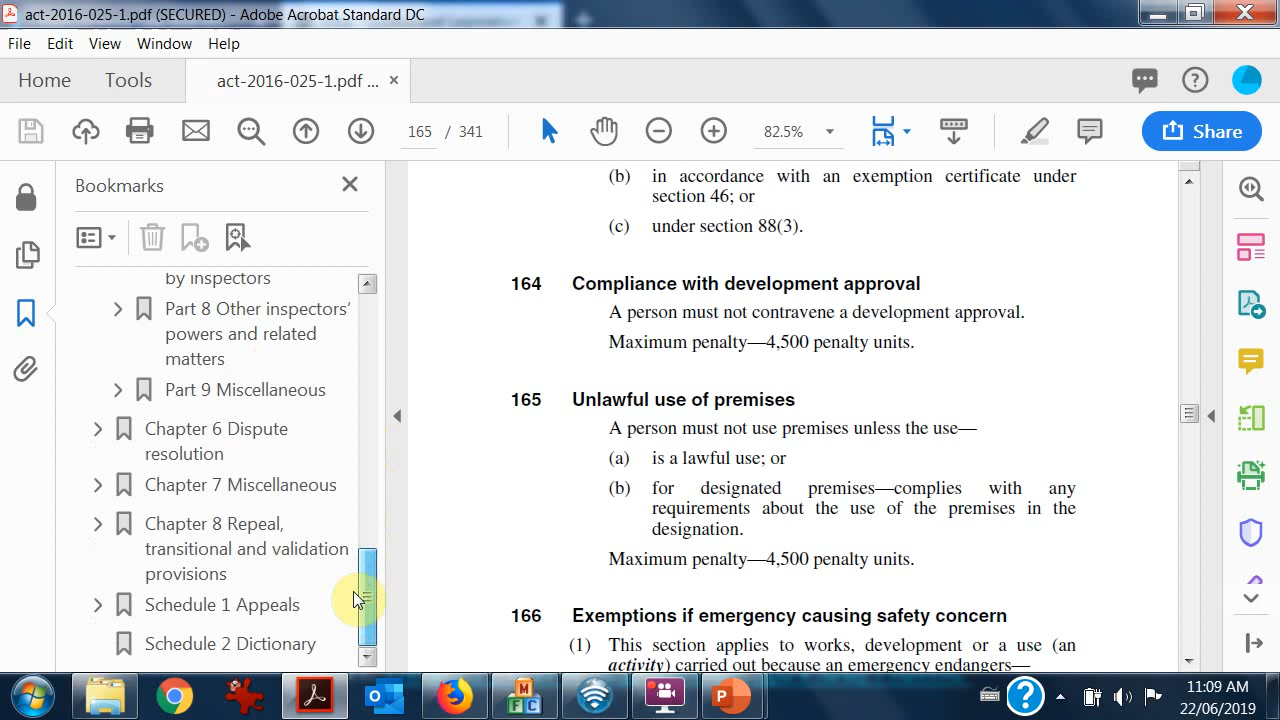 act-2016-025-1.pdf (SECURED) - Adobe Acrobat Standard DC
File Edit View Window Help
Home Tools act-2016-025-1.pdf ... ×
165 / 341 82.5% Share
Bookmarks
by inspectors
Part 8 Other inspectors'
powers and related
matters
Part 9 Miscellaneous
Chapter 6 Dispute
resolution
Chapter 7 Miscellaneous
Chapter 8 Repeal,
transitional and validation
provisions
Schedule 1 Appeals
Schedule 2 Dictionary
(b) in accordance with an exemption certificate under
section 46; or
(c) under section 88(3).
164 Compliance with development approval
A person must not contravene a development approval.
Maximum penalty—4,500 penalty units.
165 Unlawful use of premises
A person must not use premises unless the use—
(a) is a lawful use; or
(b) for designated premises—complies with any
requirements about the use of the premises in the
designation.
Maximum penalty—4,500 penalty units.
166 Exemptions if emergency causing safety concern
(1) This section applies to works, development or a use (an
activity) carried out because an emergency endangers—
11:09 AM
22/06/2019